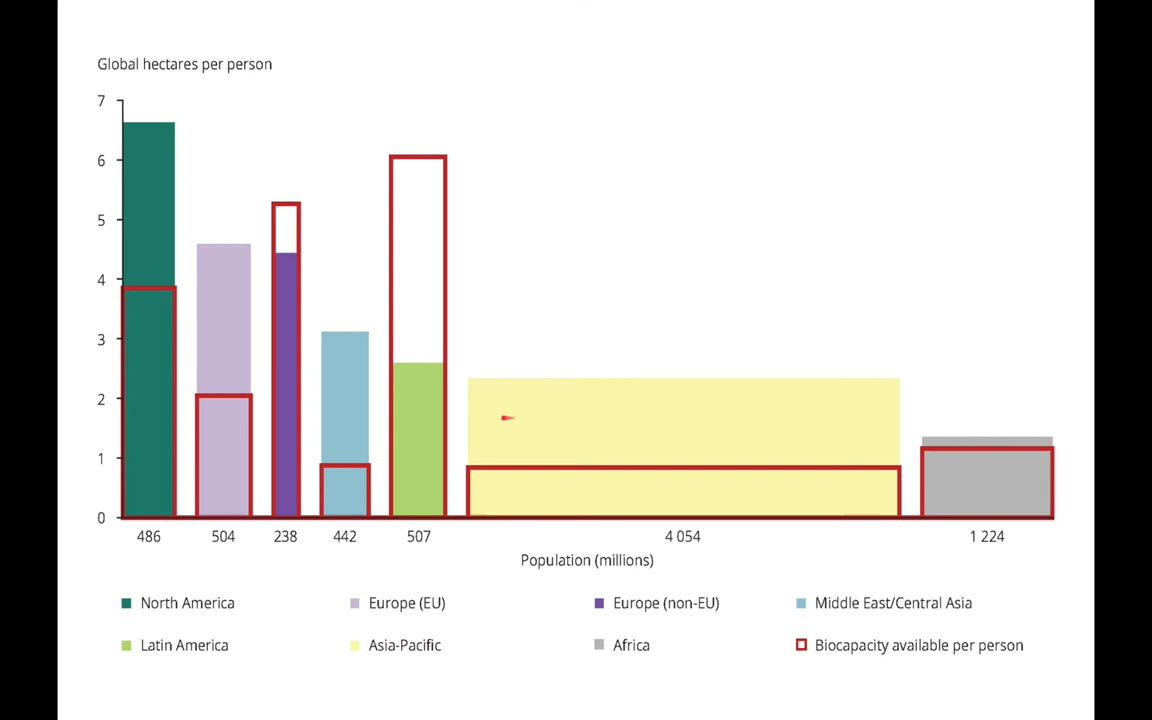 Global hectares per person
7
6
5
4
3
2
1
0
486 504 238 442 507 4 054 1 224
Population (millions)
North America Europe (EU) Europe (non-EU) Middle East/Central Asia
Latin America Asia-Pacific Africa Biocapacity available per person